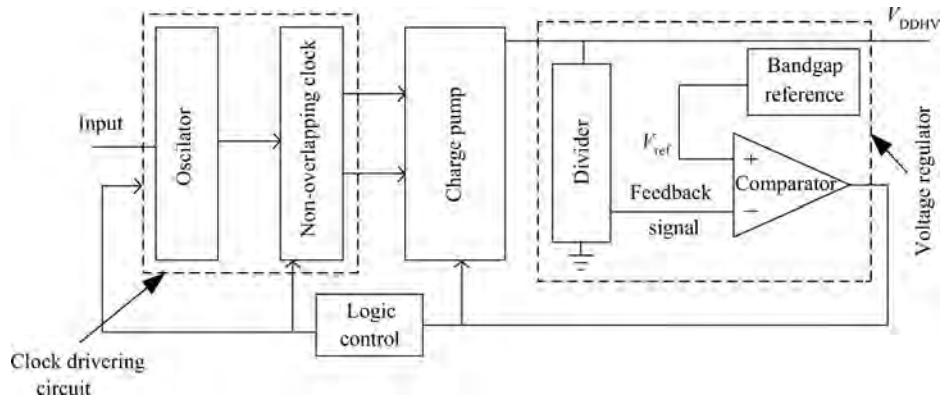 V_DDHV
Bandgap
reference
Input
Oscilator
Non-overlapping clock
Charge pump
Divider
V_ref
+
Comparator
−
Feedback
signal
Voltage regulator
Logic
control
Clock drivering
circuit